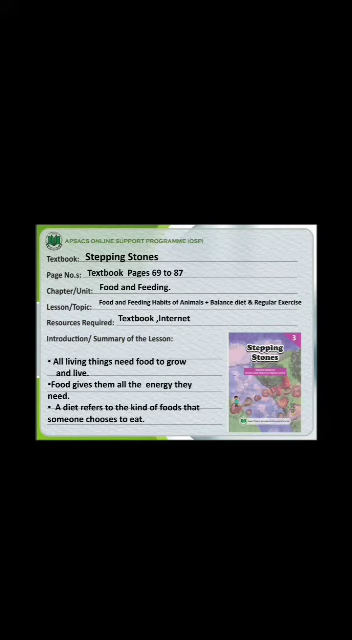 APSACS ONLINE SUPPORT PROGRAMME (OSP)
Textbook: Stepping Stones
Page No.s: Textbook Pages 69 to 87
Chapter/Unit: Food and Feeding.
Lesson/Topic: Food and Feeding Habits of Animals + Balance diet & Regular Exercise
Resources Required: Textbook ,Internet
Introduction/ Summary of the Lesson:
• All living things need food to grow
and live.
•Food gives them all the energy they
need.
• A diet refers to the kind of foods that
someone chooses to eat.
3
Stepping
Stones